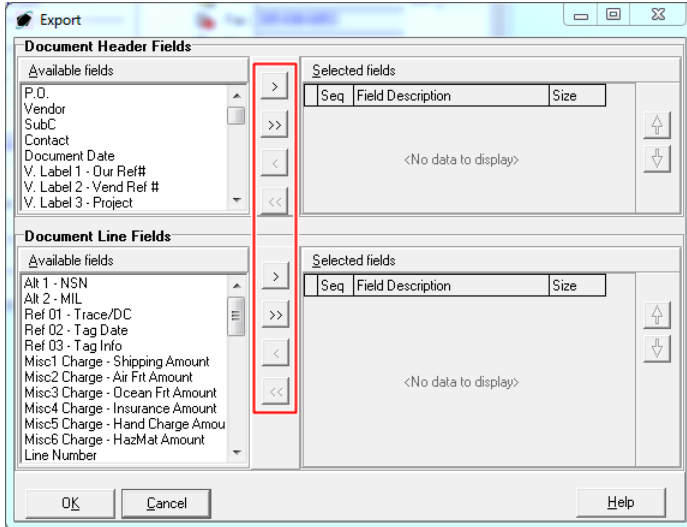 Export
Document Header Fields
Available fields
P.O.
Vendor
SubC
Contact
Document Date
V. Label 1 - Our Ref#
V. Label 2 - Vend Ref #
V. Label 3 - Project
>
>>
<
<<
Selected fields
Seq Field Description Size
<No data to display>
Document Line Fields
Available fields
Alt 1 - NSN
Alt 2 - MIL
Ref 01 - Trace/DC
Ref 02 - Tag Date
Ref 03 - Tag Info
Misc1 Charge - Shipping Amount
Misc2 Charge - Air Frt Amount
Misc3 Charge - Ocean Frt Amount
Misc4 Charge - Insurance Amount
Misc5 Charge - Hand Charge Amou
Misc6 Charge - HazMat Amount
Line Number
>
>>
<
<<
Selected fields
Seq Field Description Size
<No data to display>
OK Cancel Help